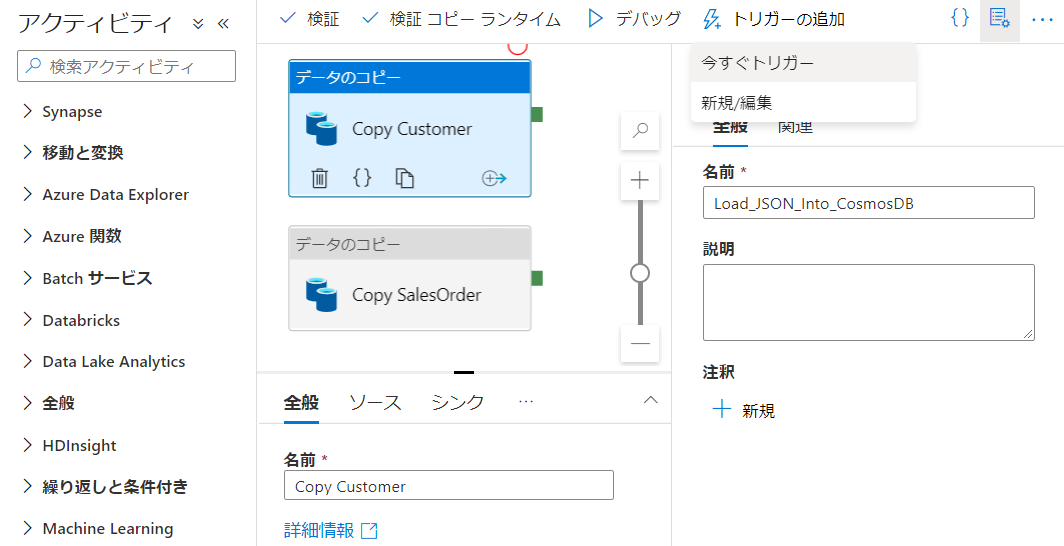 アクティビティ
検索アクティビティ
Synapse
移動と変換
Azure Data Explorer
Azure 関数
Batch サービス
Databricks
Data Lake Analytics
全般
HDInsight
繰り返しと条件付き
Machine Learning
検証
検証 コピー ランタイム
デバッグ
トリガーの追加
今すぐトリガー
新規/編集
データのコピー
Copy Customer
データのコピー
Copy SalesOrder
全般
ソース
シンク
名前 *
Copy Customer
詳細情報
全般
関連
名前 *
Load_JSON_Into_CosmosDB
説明
注釈
新規